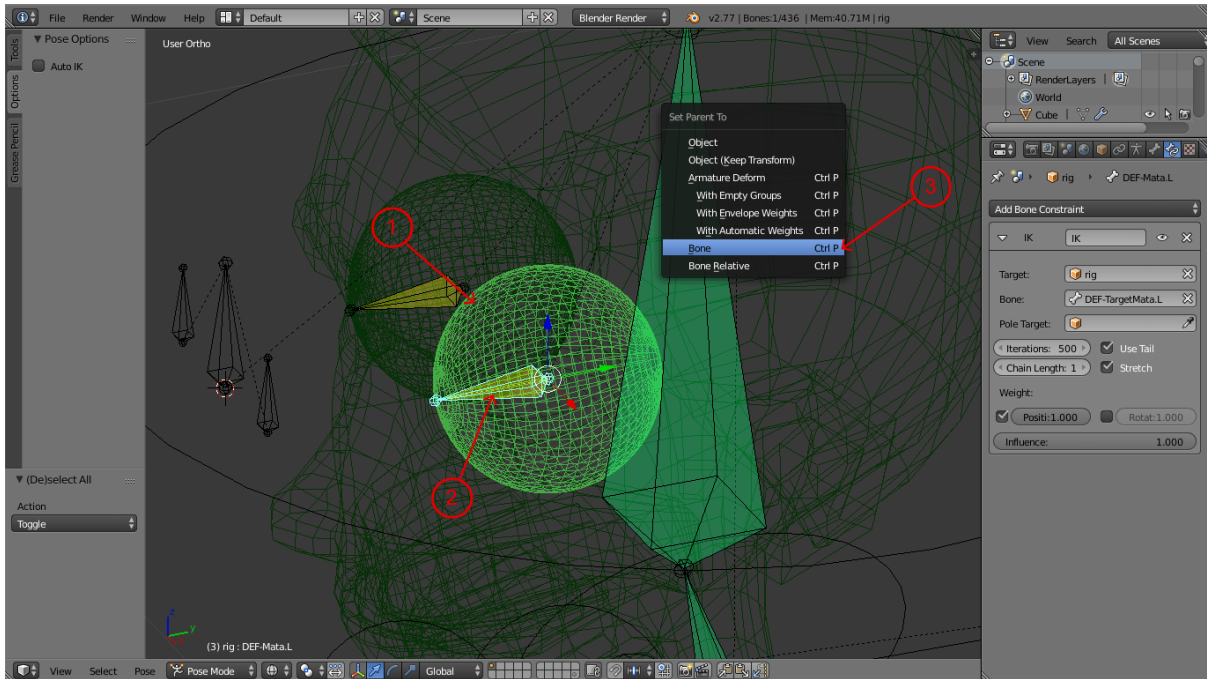 File Render Window Help Default Scene Blender Render v2.77 | Bones:1/436 | Mem:40.71M | rig
Tools
Options
Grease Pencil
Pose Options
Auto IK
(De)select All
Action
Toggle
User Ortho
1
2
3
Set Parent To
Object
Object (Keep Transform)
Armature Deform Ctrl P
With Empty Groups Ctrl P
With Envelope Weights Ctrl P
With Automatic Weights Ctrl P
Bone Ctrl P
Bone Relative Ctrl P
z
y
(3) rig : DEF-Mata.L
View Select Pose Pose Mode Global
View Search All Scenes
Scene
RenderLayers |
World
Cube |
rig DEF-Mata.L
Add Bone Constraint
IK IK
Target: rig
Bone: DEF-TargetMata.L
Pole Target:
Iterations: 500 Use Tail
Chain Length: 1 Stretch
Weight:
Positi:1.000 Rotat:1.000
Influence: 1.000